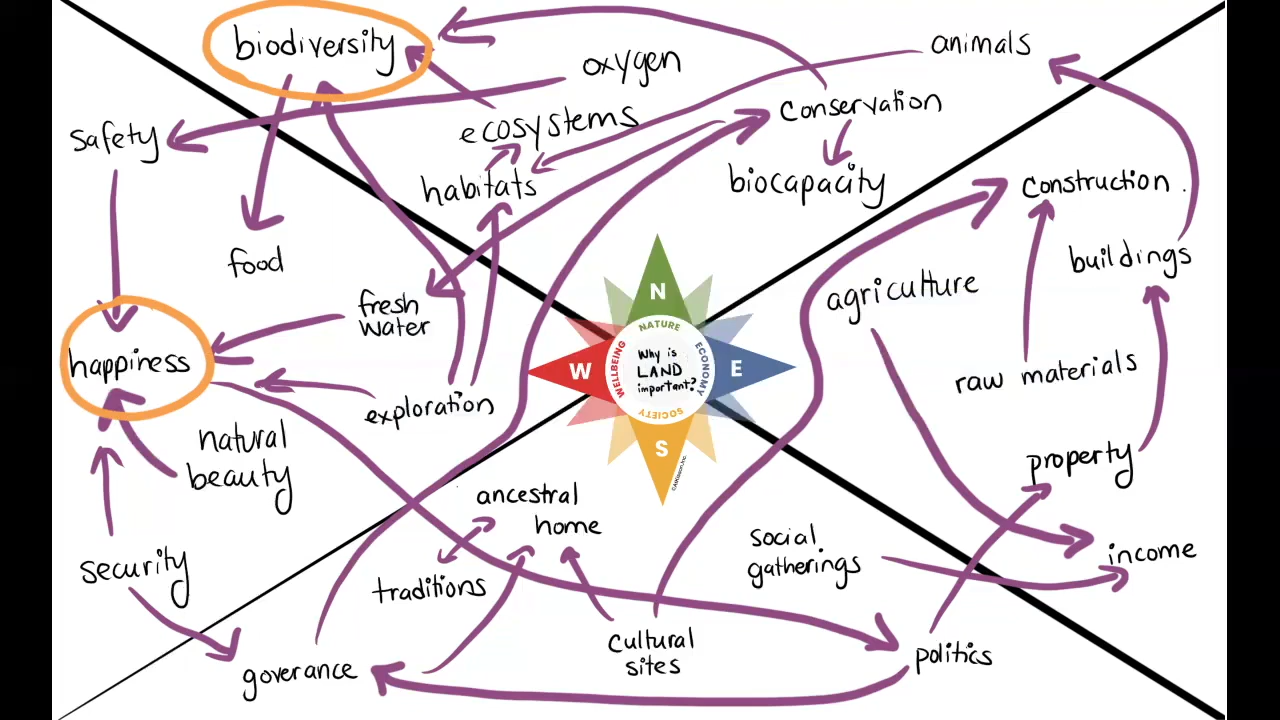 biodiversity
oxygen
animals
safety
ecosystems
conservation
habitats
biocapacity
construction.
food
buildings
fresh
water
agriculture
happiness
exploration
raw materials
N
NATURE
W
WELLBEING
Why is
LAND
important?
ECONOMY
E
SOCIETY
S
natural
beauty
property
ancestral
home
security
traditions
social
gatherings
income
goverance
cultural
sites
politics